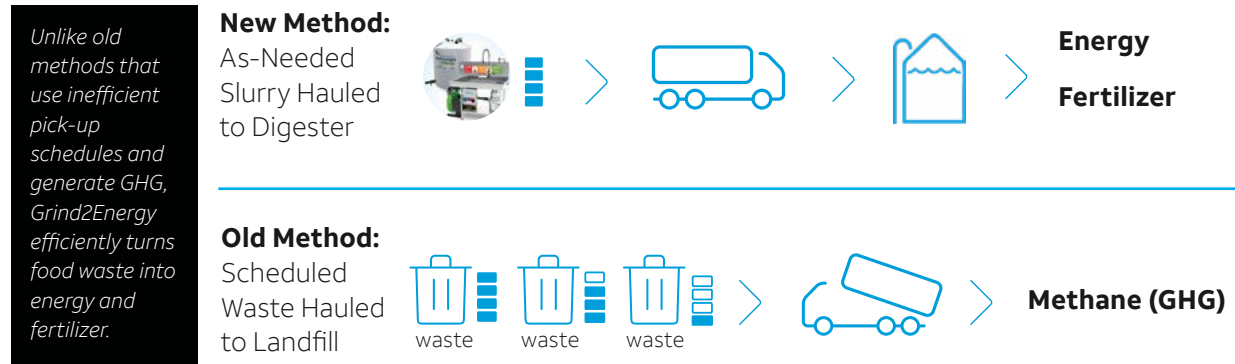 Unlike old
methods that
use inefficient
pick-up
schedules and
generate GHG,
Grind2Energy
efficiently turns
food waste into
energy and
fertilizer.
New Method:
As-Needed
Slurry Hauled
to Digester
Energy
Fertilizer
Old Method:
Scheduled
Waste Hauled
to Landfill
waste
waste
waste
Methane (GHG)